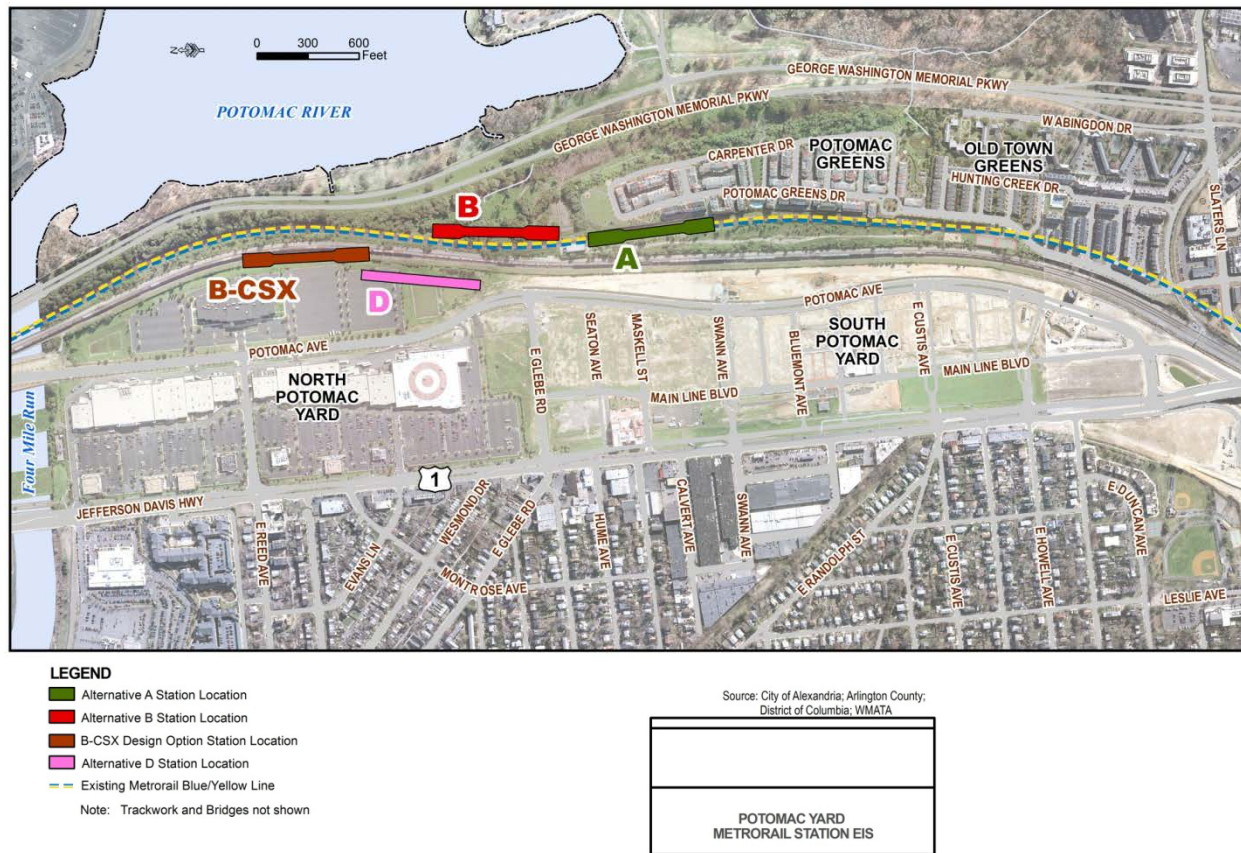 N
0 300 600
Feet
POTOMAC RIVER
GEORGE WASHINGTON MEMORIAL PKWY
GEORGE WASHINGTON MEMORIAL PKWY
W ABINGDON DR
CARPENTER DR
POTOMAC
GREENS
OLD TOWN
GREENS
POTOMAC GREENS DR
HUNTING CREEK DR
SLATERS LN
B
A
B-CSX
D
POTOMAC AVE
POTOMAC AVE
E GLEBE RD
SEATON AVE
MASKELL ST
SWANN AVE
BLUEMONT AVE
SOUTH
POTOMAC
YARD
E CUSTIS AVE
MAIN LINE BLVD
MAIN LINE BLVD
NORTH
POTOMAC
YARD
Four Mile Run
1
JEFFERSON DAVIS HWY
E REED AVE
EVANS LN
WESMOND DR
E GLEBE RD
MONTROSE AVE
HUME AVE
CALVERT AVE
SWANN AVE
E RANDOLPH ST
E CUSTIS AVE
E HOWELL AVE
E DUNCAN AVE
LESLIE AVE
LEGEND
Alternative A Station Location
Alternative B Station Location
B-CSX Design Option Station Location
Alternative D Station Location
Existing Metrorail Blue/Yellow Line
Note: Trackwork and Bridges not shown
Source: City of Alexandria; Arlington County;
District of Columbia; WMATA
POTOMAC YARD
METRORAIL STATION EIS